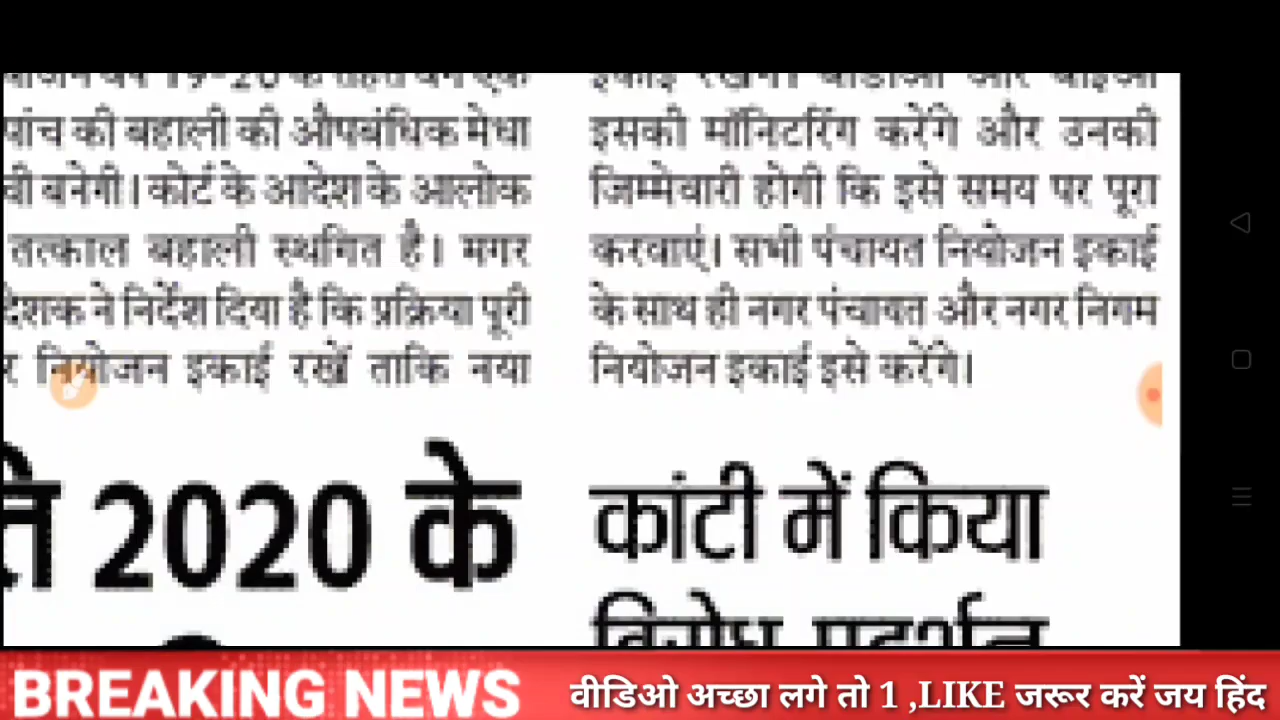 पांच की बहाली की औपबंधिक मेधा
बनेगी। कोर्ट के आदेश के आलोक
तत्काल बहाली स्थगित है। मगर
ने निर्देश दिया है कि प्रक्रिया पूरी
नियोजन इकाई रखें ताकि नया
2020 के
इसकी मॉनिटरिंग करेंगे और उनकी
जिम्मेवारी होगी कि इसे समय पर पूरा
करवाएं। सभी पंचायत नियोजन इकाई
के साथ ही नगर पंचायत और नगर निगम
नियोजन इकाई इसे करेंगे।
कांटी में किया
विरोध प्रदर्शन
BREAKING NEWS
वीडिओ अच्छा लगे तो 1 ,LIKE जरूर करें जय हिंद